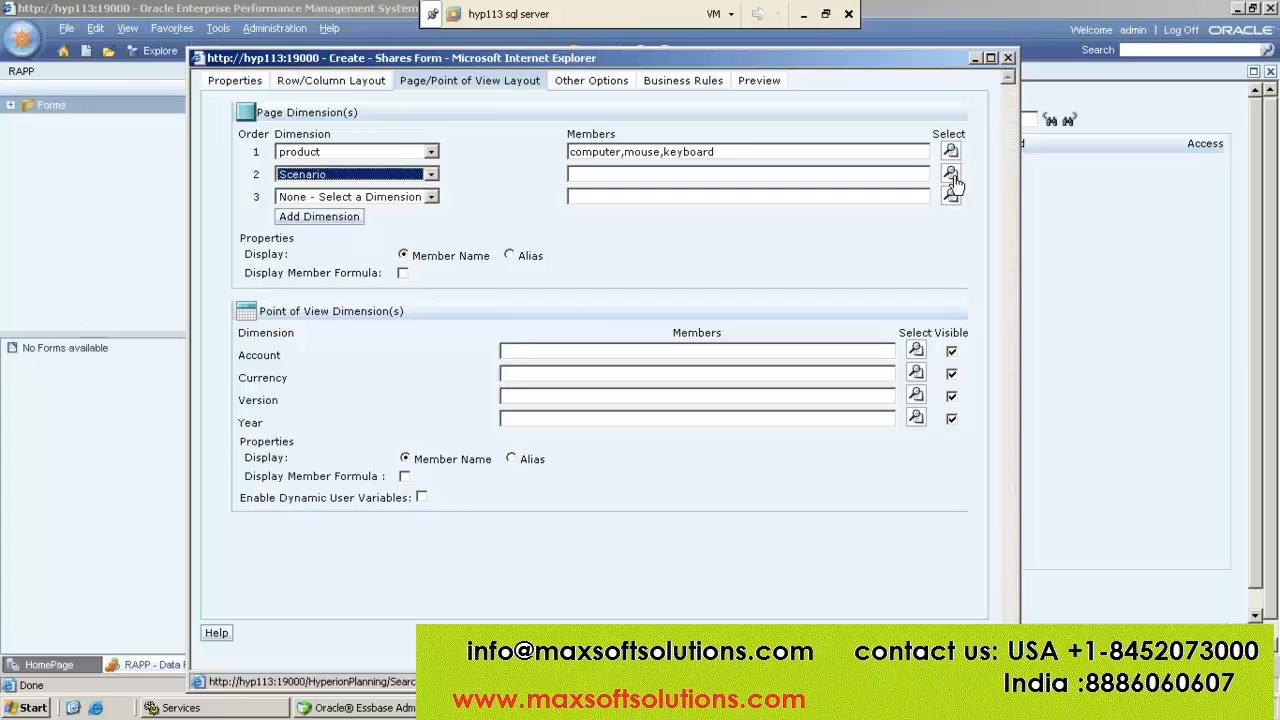 http://hyp113:19000 - Oracle Enterprise Performance Management System
hyp113 sql server
VM
File Edit View Favorites Tools Administration Help
Welcome admin Log Off ORACLE
Explore
Search
RAPP
http://hyp113:19000 - Create - Shares Form - Microsoft Internet Explorer
Properties Row/Column Layout Page/Point of View Layout Other Options Business Rules Preview
Forms
Page Dimension(s)
Order Dimension Members Select
Access
1 product computer,mouse,keyboard
2 Scenario
3 None - Select a Dimension
Add Dimension
Properties
Display: Member Name Alias
Display Member Formula:
Point of View Dimension(s)
Dimension Members Select Visible
No Forms available
Account
Currency
Version
Year
Properties
Display: Member Name Alias
Display Member Formula :
Enable Dynamic User Variables:
Help
info@maxsoftsolutions.com contact us: USA +1-8452073000
HomePage RAPP - Data
India :8886060607
http://hyp113:19000/HyperionPlanning/Sear
Done
www.maxsoftsolutions.com
Start Services Oracle® Essbase Adm